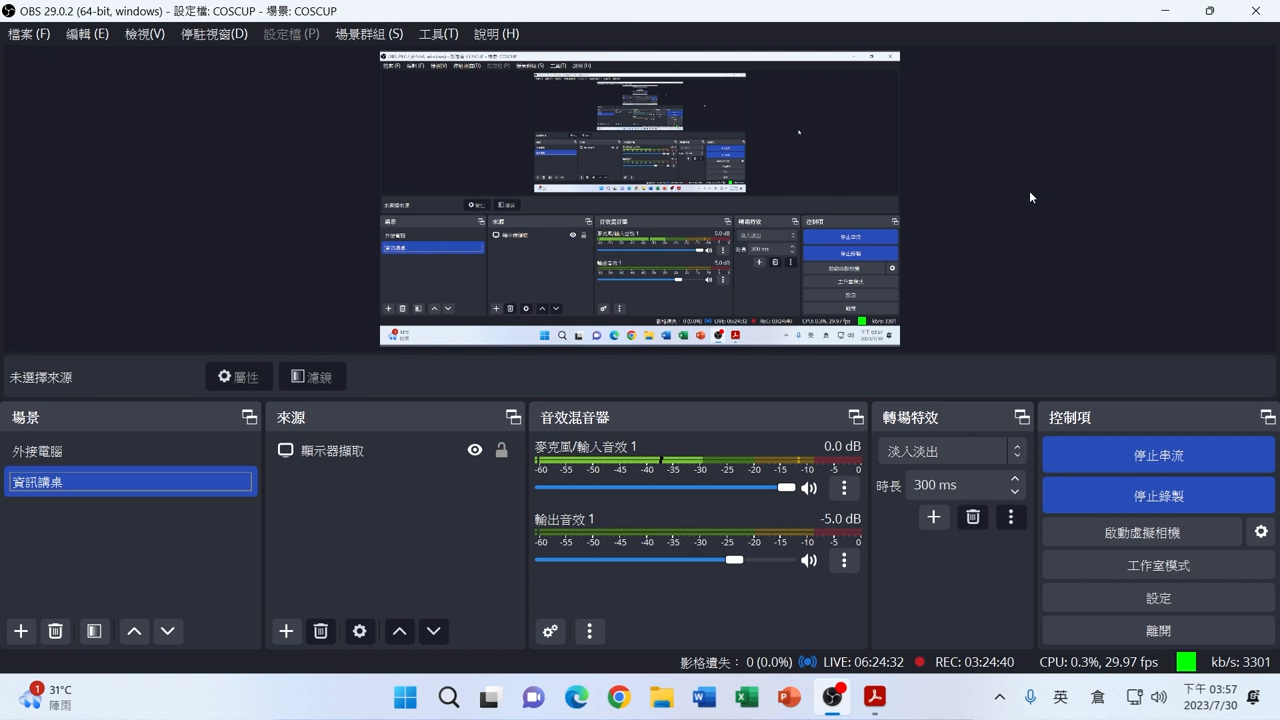 OBS 29.0.2 (64-bit, windows) - 設定檔: COSCUP - 場景: COSCUP
檔案 (F) 編輯 (E) 檢視(V) 停駐視窗(D) 設定檔 (P) 場景群組 (S) 工具(T) 說明 (H)
未選擇來源 屬性 濾鏡
場景 來源 音效混音器 轉場特效 控制項
外接電腦
資訊講桌
顯示器擷取
麥克風/輸入音效 1 0.0 dB
-60 -55 -50 -45 -40 -35 -30 -25 -20 -15 -10 -5 0
輸出音效 1 -5.0 dB
-60 -55 -50 -45 -40 -35 -30 -25 -20 -15 -10 -5 0
淡入淡出
時長 300 ms
停止串流
停止錄製
啟動虛擬相機
工作室模式
設定
離開
影格遺失： 0 (0.0%) LIVE: 06:24:32 REC: 03:24:40 CPU: 0.3%, 29.97 fps kb/s: 3301
1 31°C
陣雨
英
下午 03:57
2023/7/30